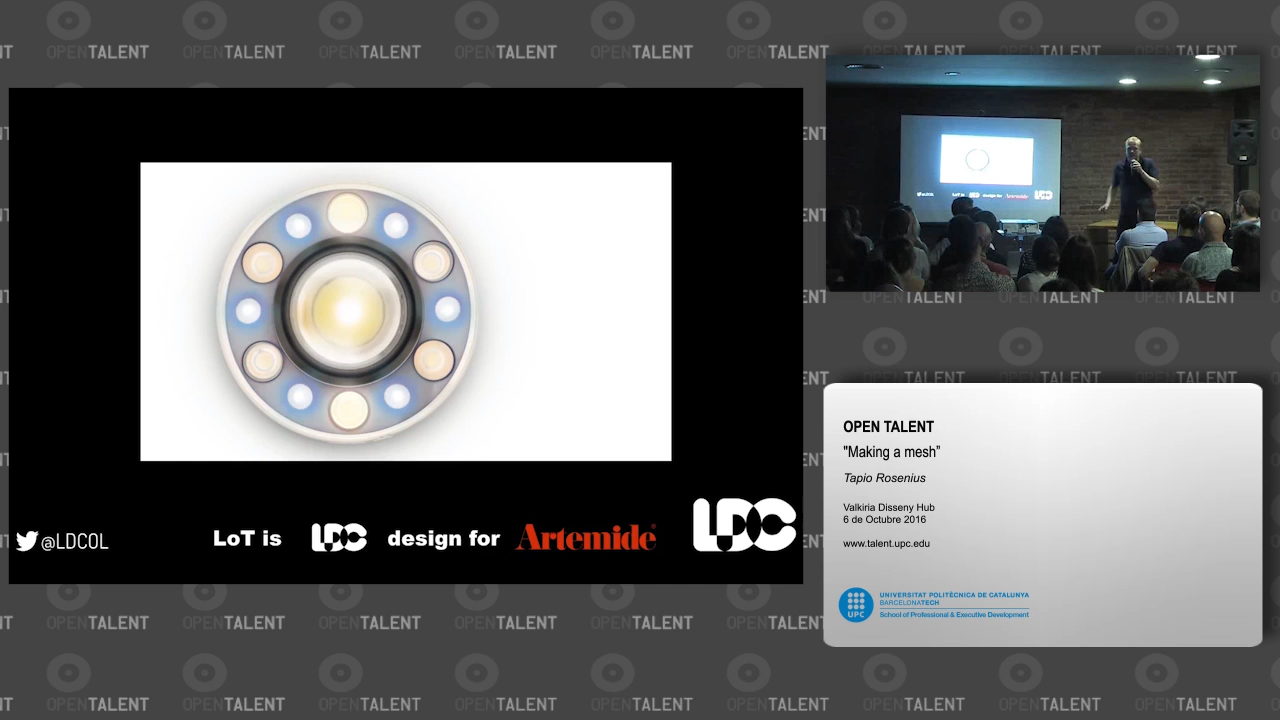 @LDCOL
LoT is LDC design for Artemide
LDC
OPEN TALENT
"Making a mesh"
Tapio Rosenius
Valkiria Disseny Hub
6 de Octubre 2016
www.talent.upc.edu
UPC
UNIVERSITAT POLITÈCNICA DE CATALUNYA
BARCELONATECH
School of Professional & Executive Development
OPENTALENT